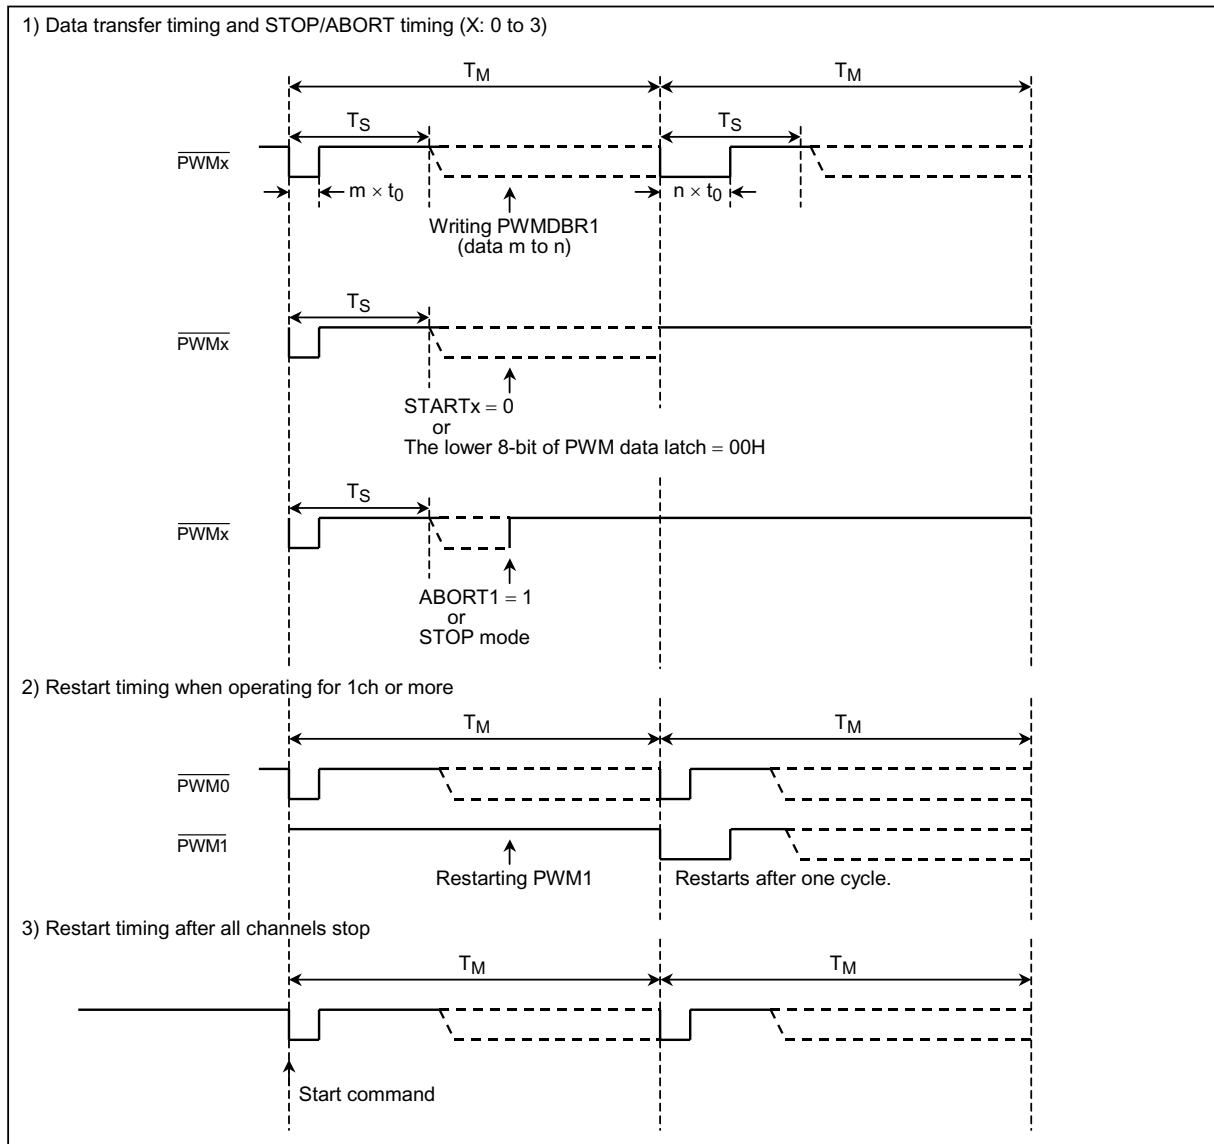 1) Data transfer timing and STOP/ABORT timing (X: 0 to 3)
TM TM
TS TS
PWMx
m × t0 n × t0
Writing PWMDBR1
(data m to n)
TS
PWMx
STARTx = 0
or
The lower 8-bit of PWM data latch = 00H
TS
PWMx
ABORT1 = 1
or
STOP mode
2) Restart timing when operating for 1ch or more
TM TM
PWM0
PWM1
Restarting PWM1 Restarts after one cycle.
3) Restart timing after all channels stop
TM TM
Start command